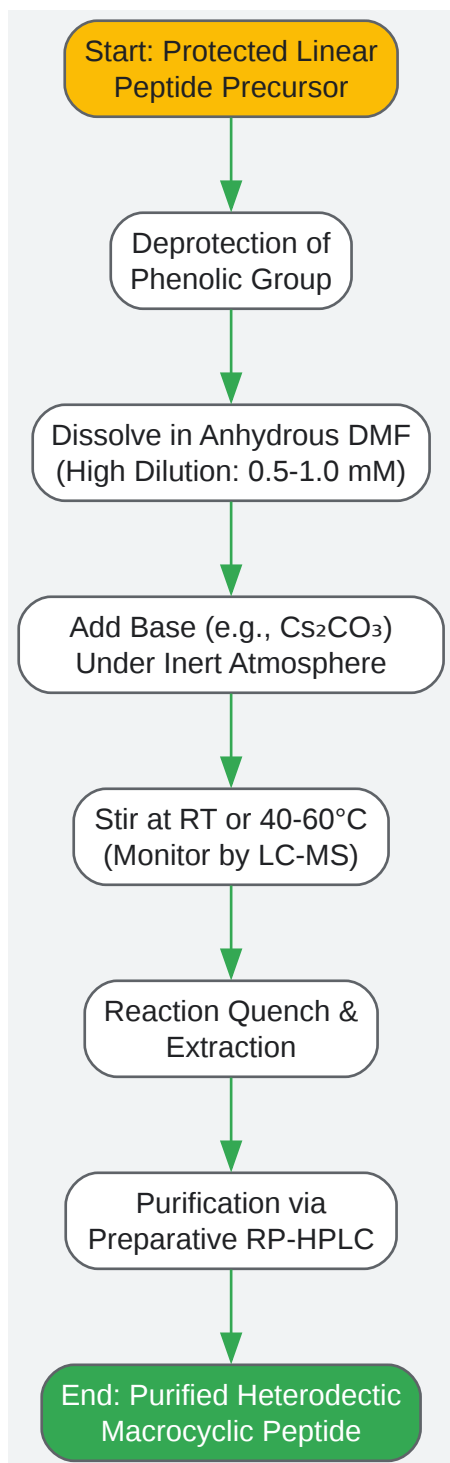 Start: Protected Linear
Peptide Precursor
Deprotection of
Phenolic Group
Dissolve in Anhydrous DMF
(High Dilution: 0.5-1.0 mM)
Add Base (e.g., Cs₂CO₃)
Under Inert Atmosphere
Stir at RT or 40-60°C
(Monitor by LC-MS)
Reaction Quench &
Extraction
Purification via
Preparative RP-HPLC
End: Purified Heterodectic
Macrocyclic Peptide